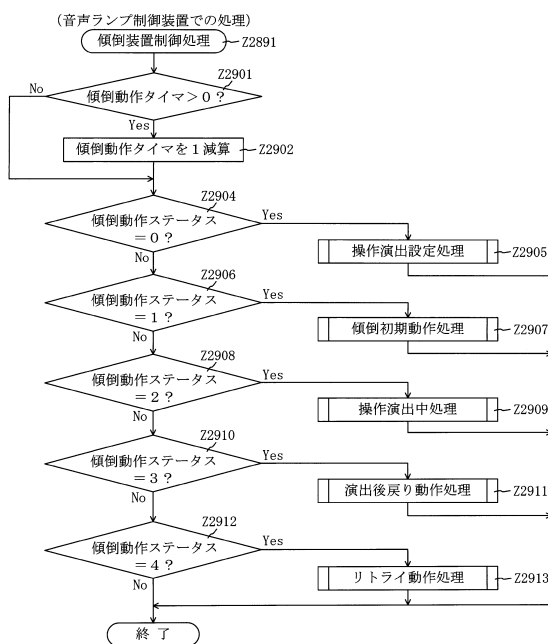 (音声ランプ制御装置での処理)
傾倒装置制御処理
Z2891
Z2901
傾倒動作タイマ>0?
No
Yes
傾倒動作タイマを1減算
Z2902
Z2904
傾倒動作ステータス
=0?
Yes
No
操作演出設定処理
Z2905
Z2906
傾倒動作ステータス
=1?
Yes
No
傾倒初期動作処理
Z2907
Z2908
傾倒動作ステータス
=2?
Yes
No
操作演出中処理
Z2909
Z2910
傾倒動作ステータス
=3?
Yes
No
演出後戻り動作処理
Z2911
Z2912
傾倒動作ステータス
=4?
Yes
No
リトライ動作処理
Z2913
終了